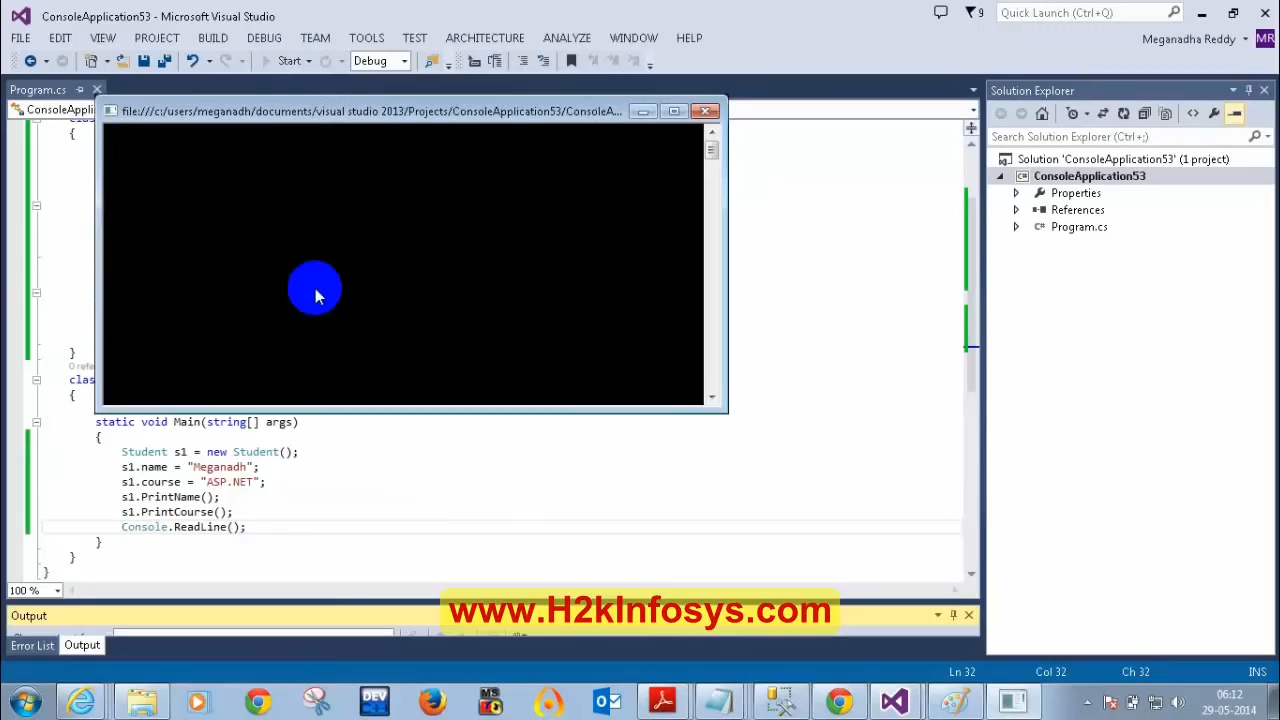 ConsoleApplication53 - Microsoft Visual Studio
9
Quick Launch (Ctrl+Q)
FILE EDIT VIEW PROJECT BUILD DEBUG TEAM TOOLS TEST ARCHITECTURE ANALYZE WINDOW HELP
Meganadha Reddy
MR
Start
Debug
Program.cs
file:///c:/users/meganadh/documents/visual studio 2013/Projects/ConsoleApplication53/ConsoleA...
{
}
{
static void Main(string[] args)
{
Student s1 = new Student();
s1.name = "Meganadh";
s1.course = "ASP.NET";
s1.PrintName();
s1.PrintCourse();
Console.ReadLine();
}
}
}
100 %
Solution Explorer
Search Solution Explorer (Ctrl+;)
Solution 'ConsoleApplication53' (1 project)
ConsoleApplication53
Properties
References
Program.cs
Output
www.H2kInfosys.com
Error List Output
Ln 32 Col 32 Ch 32 INS
DEV
MS
06:12
29-05-2014